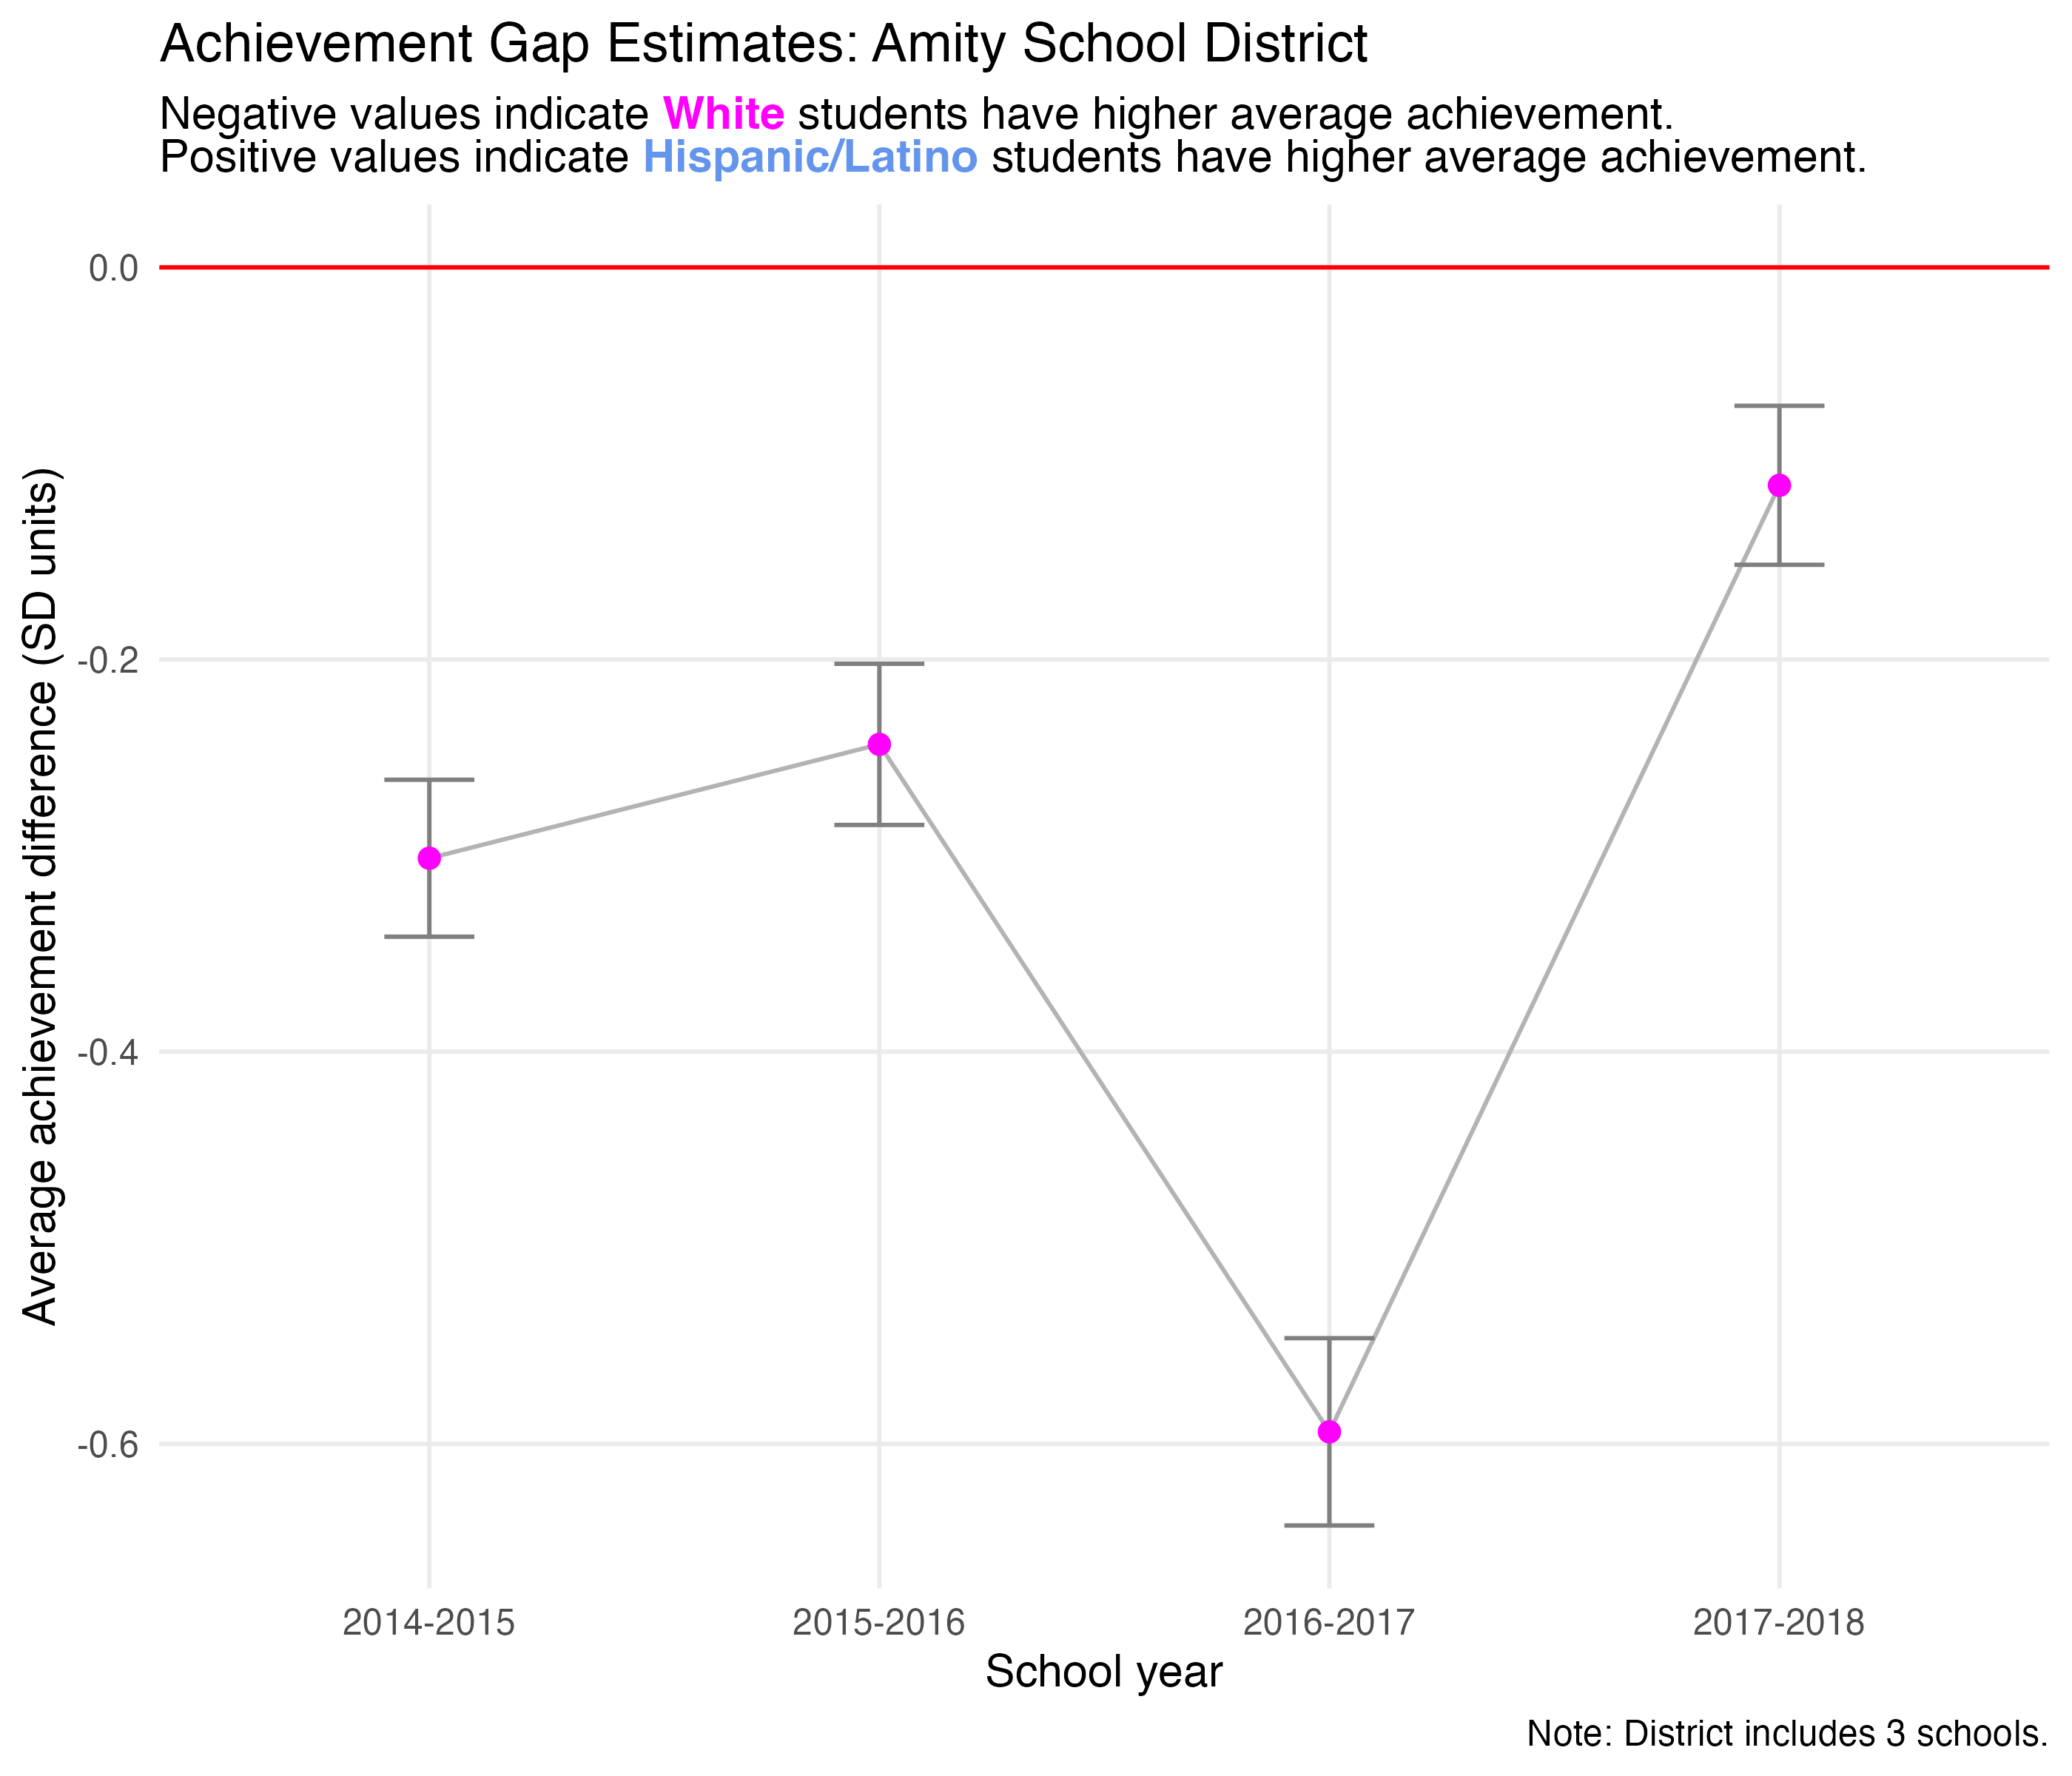 Achievement Gap Estimates: Amity School District
Negative values indicate White students have higher average achievement.
Positive values indicate Hispanic/Latino students have higher average achievement.
Average achievement difference (SD units)
0.0
-0.2
-0.4
-0.6
2014-2015 2015-2016 2016-2017 2017-2018
School year
Note: District includes 3 schools.